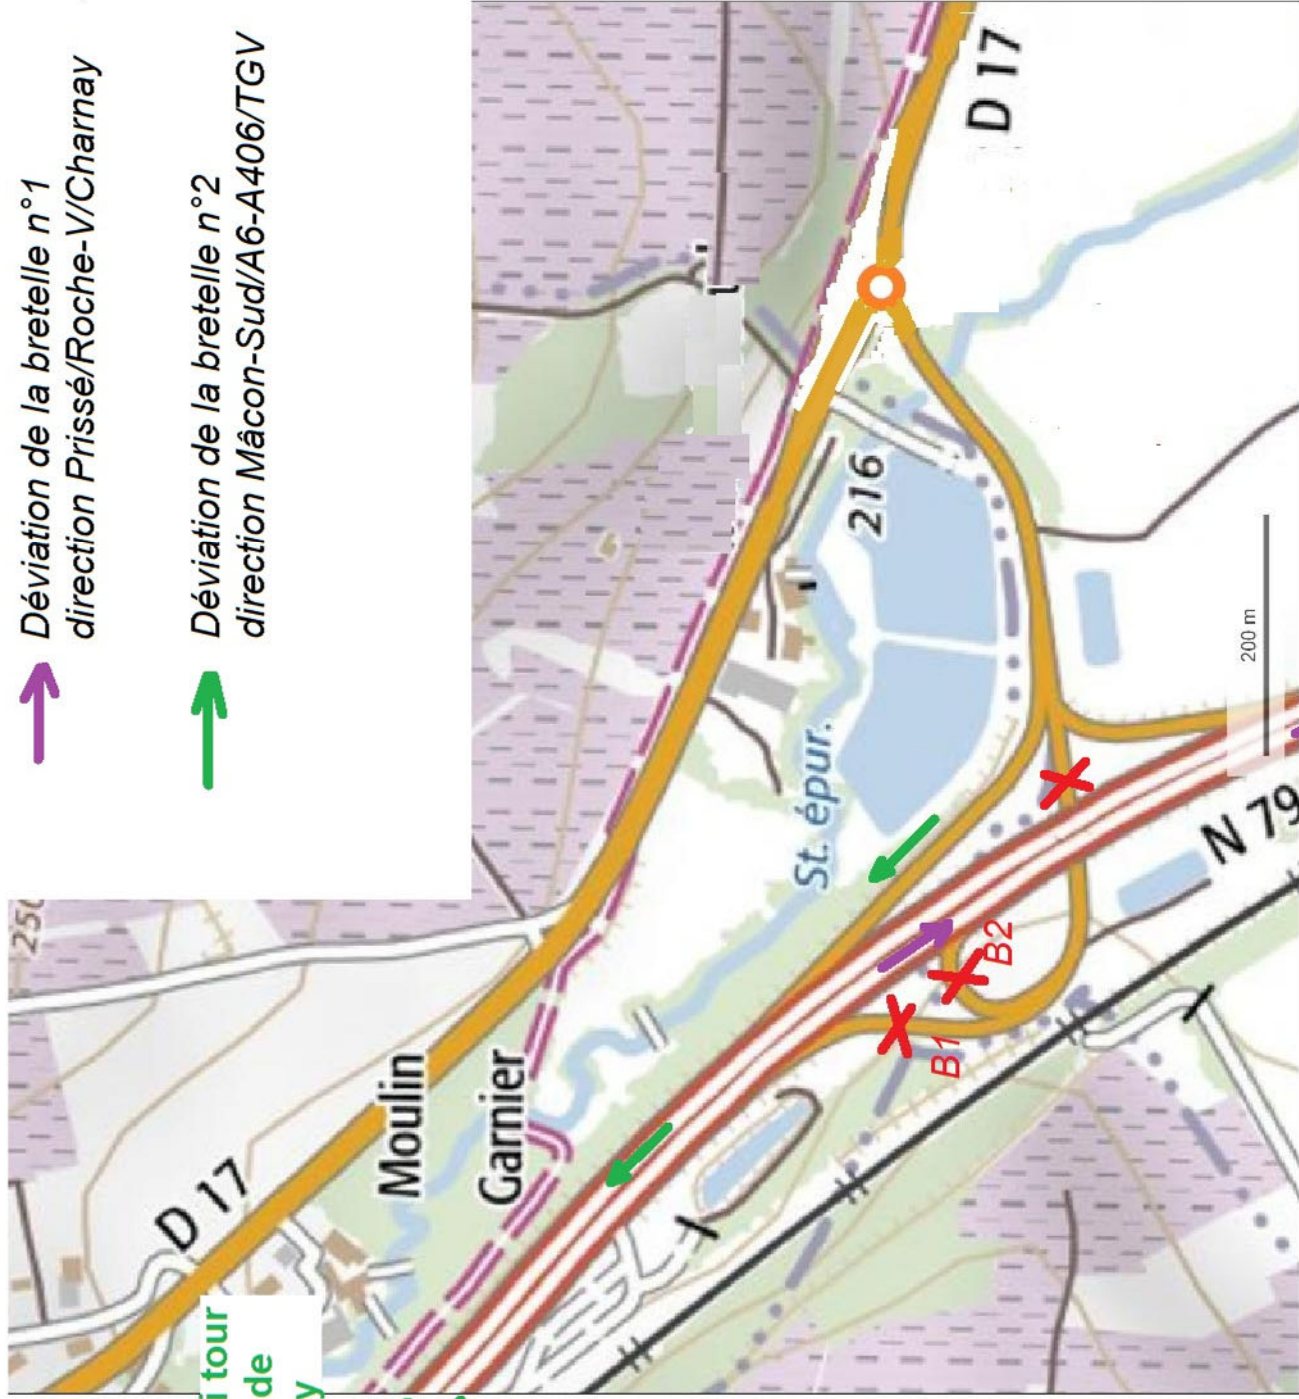 Déviation de la bretelle n°1
direction Prissé/Roche-V/Charnay
Déviation de la bretelle n°2
direction Mâcon-Sud/A6-A406/TGV
D 17
216
St. épur.
200 m
N 79
B2
B1
Moulin
Garnier
D 17
tour
de